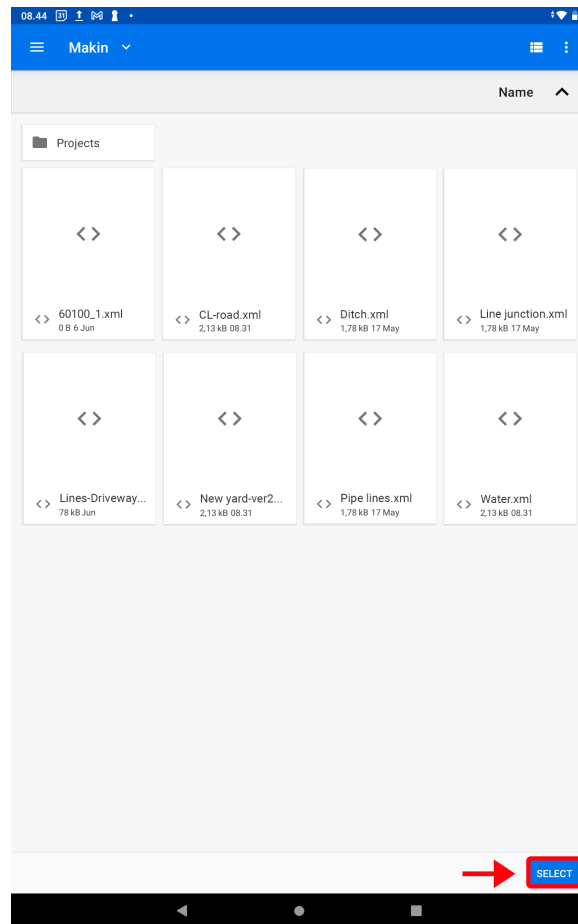 08.44 31
Makin
Name
Projects
60100_1.xml
0 B 6 Jun
CL-road.xml
2,13 kB 08.31
Ditch.xml
1,78 kB 17 May
Line junction.xml
1,78 kB 17 May
Lines-Driveway...
78 kB Jun
New yard-ver2...
2,13 kB 08.31
Pipe lines.xml
1,78 kB 17 May
Water.xml
2,13 kB 08.31
SELECT